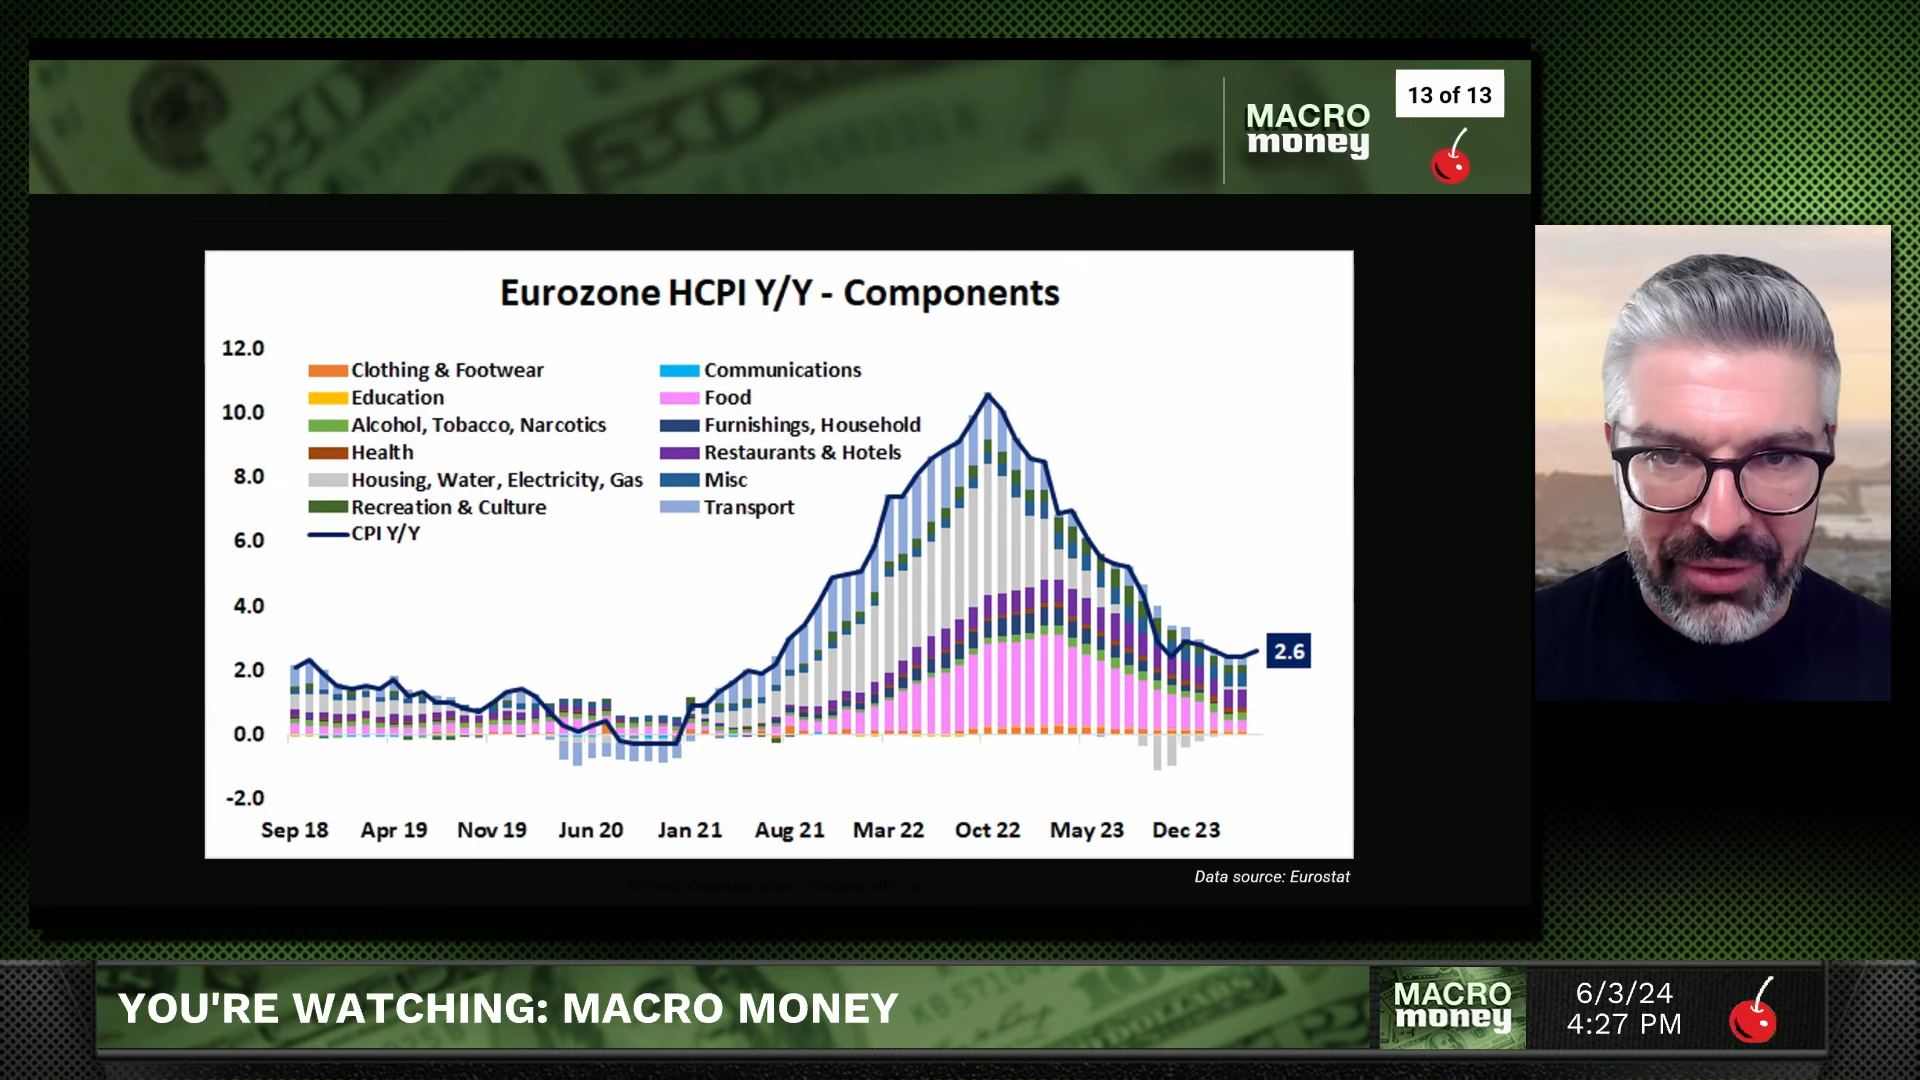 MACRO
money
13 of 13
Eurozone HCPI Y/Y - Components
12.0
10.0
8.0
6.0
4.0
2.0
0.0
-2.0
Clothing & Footwear
Communications
Education
Food
Alcohol, Tobacco, Narcotics
Furnishings, Household
Health
Restaurants & Hotels
Housing, Water, Electricity, Gas
Misc
Recreation & Culture
Transport
CPI Y/Y
2.6
Sep 18 Apr 19 Nov 19 Jun 20 Jan 21 Aug 21 Mar 22 Oct 22 May 23 Dec 23
Data source: Eurostat
YOU'RE WATCHING: MACRO MONEY
MACRO
money
6/3/24
4:27 PM